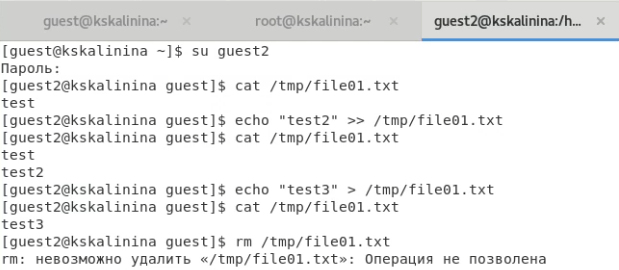 guest@kskalinina:~ × root@kskalinina:~ × guest2@kskalinina:/h... ×
[guest@kskalinina ~]$ su guest2
Пароль:
[guest2@kskalinina guest]$ cat /tmp/file01.txt
test
[guest2@kskalinina guest]$ echo "test2" >> /tmp/file01.txt
[guest2@kskalinina guest]$ cat /tmp/file01.txt
test
test2
[guest2@kskalinina guest]$ echo "test3" > /tmp/file01.txt
[guest2@kskalinina guest]$ cat /tmp/file01.txt
test3
[guest2@kskalinina guest]$ rm /tmp/file01.txt
rm: невозможно удалить «/tmp/file01.txt»: Операция не позволена